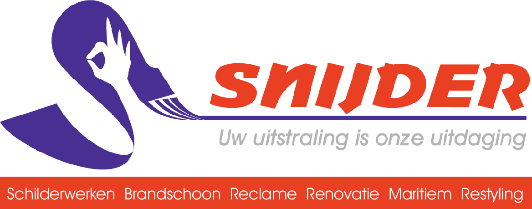 SNIJDER
Uw uitstraling is onze uitdaging
Schilderwerken Brandschoon Reclame Renovatie Maritiem Restyling